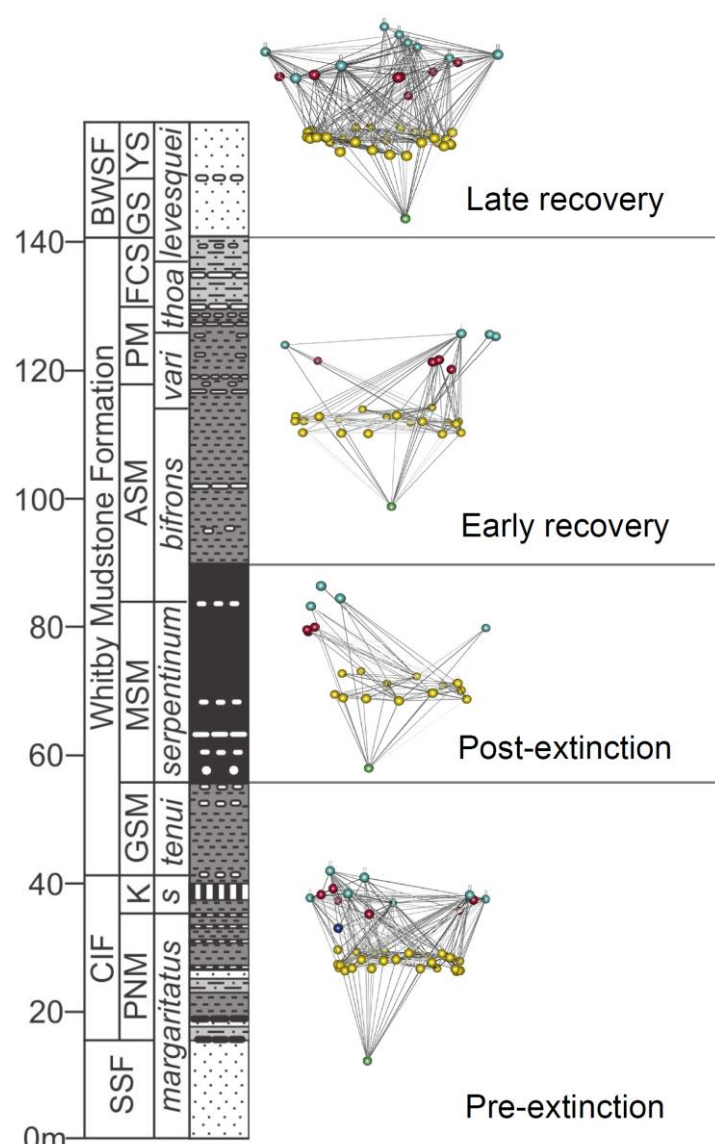 Late recovery
BWSF
YS
GS
levesquei
140
FCS
thoa
PM
vari
120
Whitby Mudstone Formation
ASM
bifrons
100
Early recovery
80
MSM
serpentinum
Post-extinction
60
GSM
tenui
40
K
s
CIF
PNM
margaritatus
20
SSF
Pre-extinction
0m